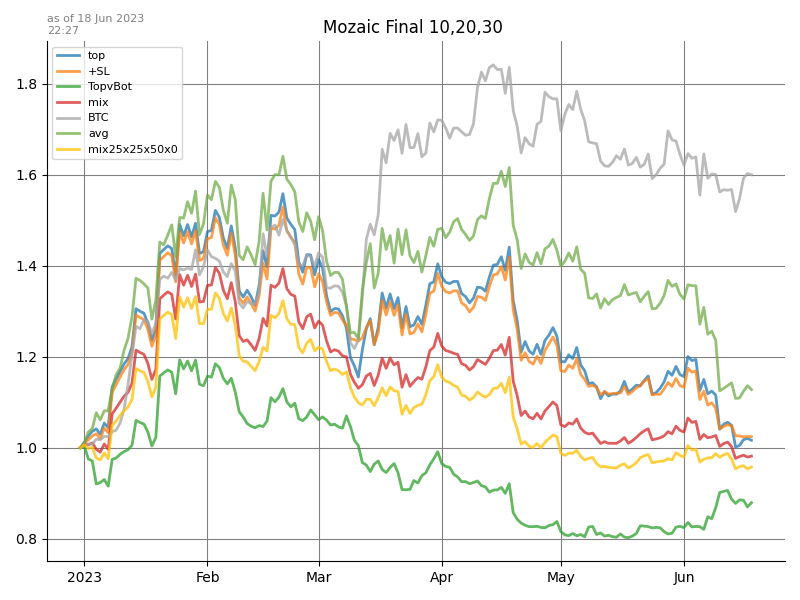 as of 18 Jun 2023
22:27
Mozaic Final 10,20,30
top
+SL
TopvBot
mix
BTC
avg
mix25x25x50x0
1.8
1.6
1.4
1.2
1.0
0.8
2023 Feb Mar Apr May Jun